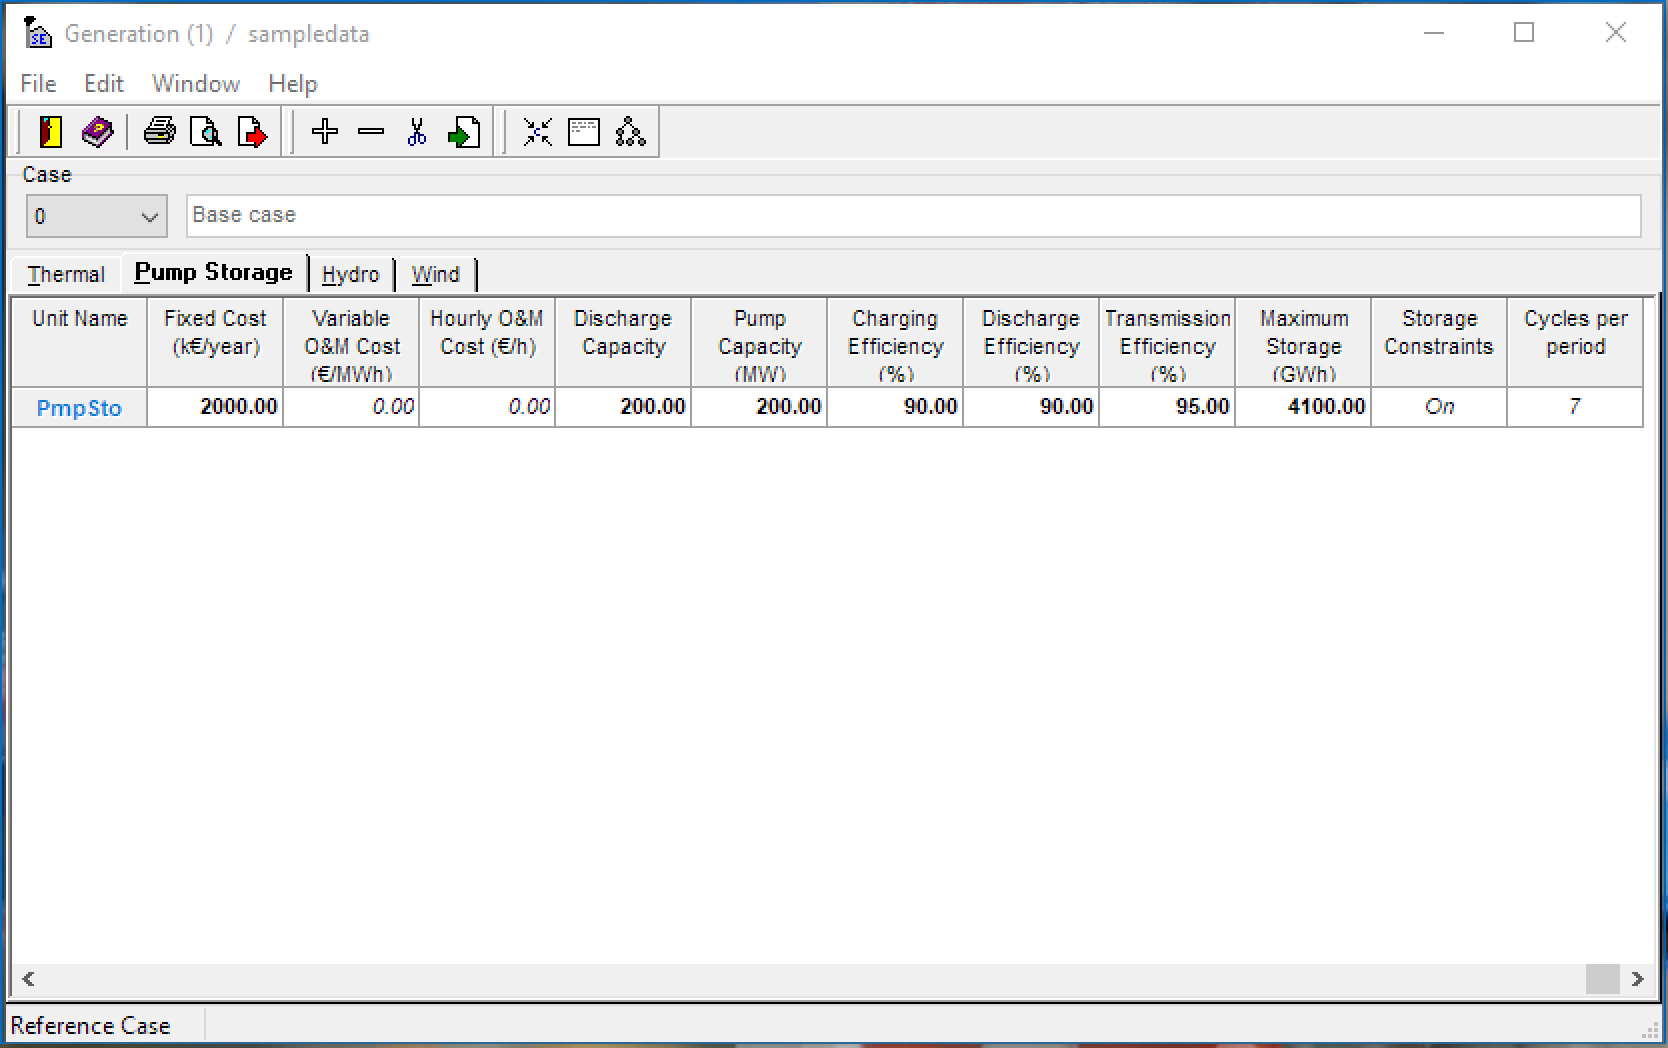 SE
Generation (1) / sampledata
File Edit Window Help
Case
0 Base case
Thermal Pump Storage Hydro Wind
Unit Name
Fixed Cost
(k€/year)
Variable
O&M Cost
(€/MWh)
Hourly O&M
Cost (€/h)
Discharge
Capacity
Pump
Capacity
(MW)
Charging
Efficiency
(%)
Discharge
Efficiency
(%)
Transmission
Efficiency
(%)
Maximum
Storage
(GWh)
Storage
Constraints
Cycles per
period
PmpSto 2000.00 0.00 0.00 200.00 200.00 90.00 90.00 95.00 4100.00 On 7
Reference Case